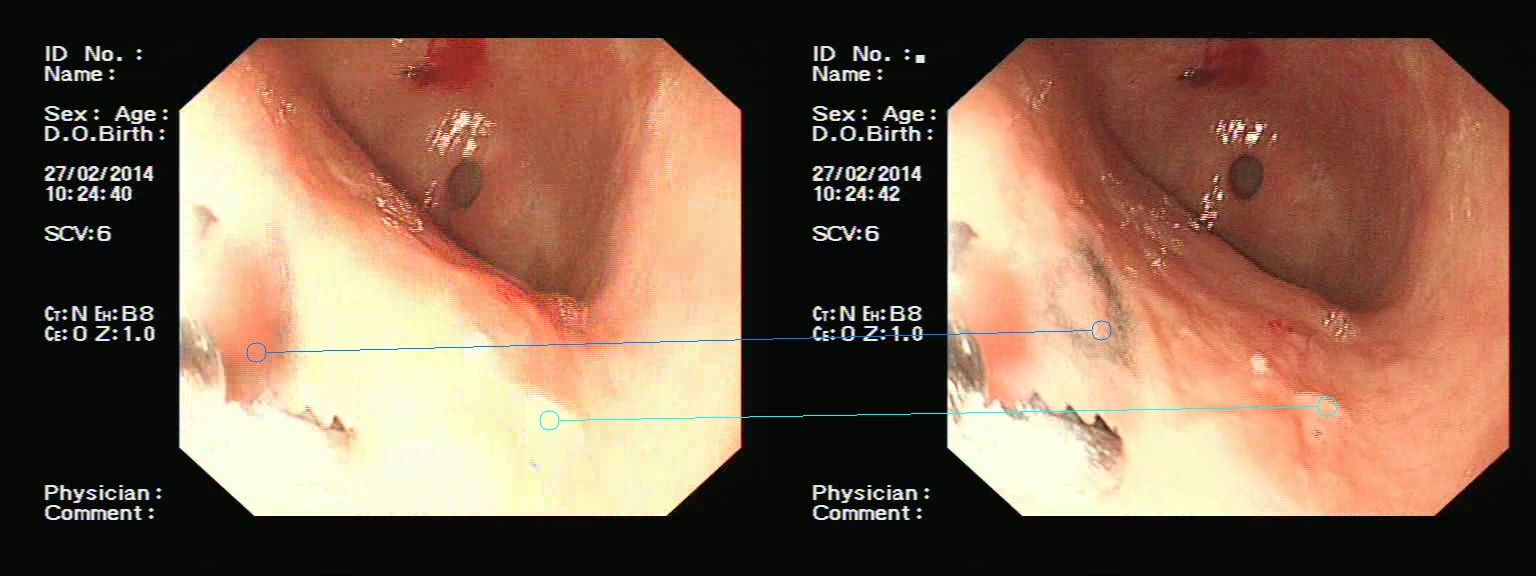 ID No. :
Name:
Sex: Age:
D.O.Birth:
27/02/2014
10:24:40
SCV:6
CT:N EH:B8
CE:0 Z:1.0
Physician:
Comment:
ID No. :
Name:
Sex: Age:
D.O.Birth:
27/02/2014
10:24:42
SCV:6
CT:N EH:B8
CE:0 Z:1.0
Physician:
Comment: